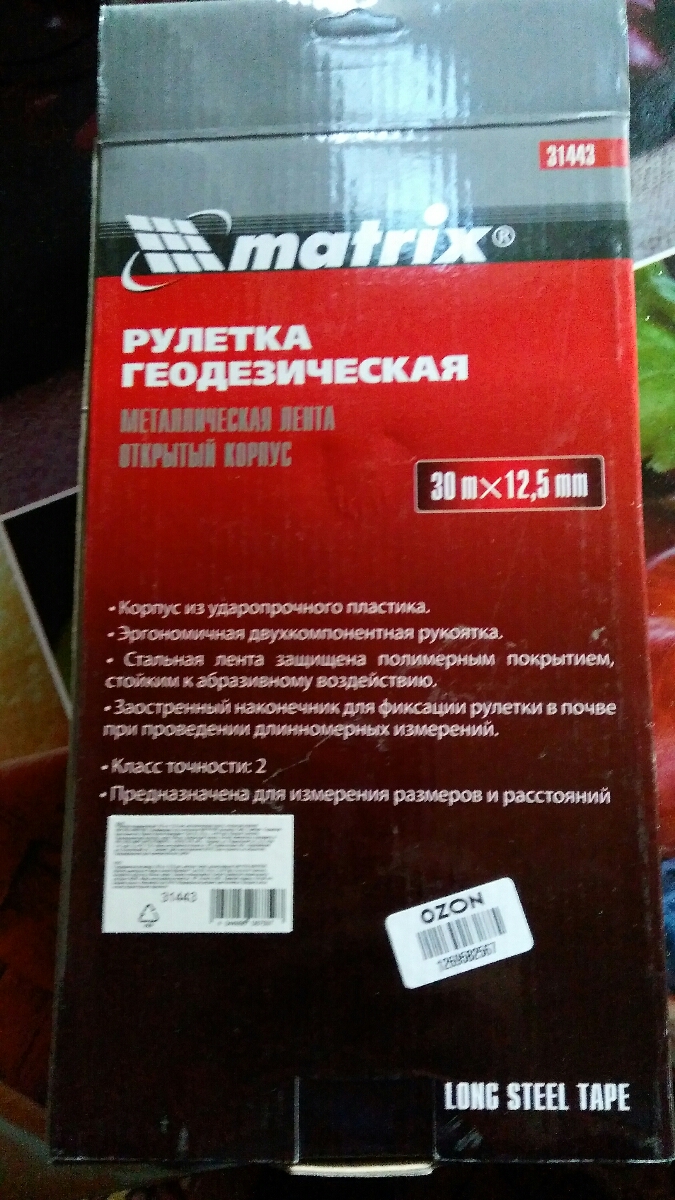 31443
matrix®
РУЛЕТКА
ГЕОДЕЗИЧЕСКАЯ
МЕТАЛЛИЧЕСКАЯ ЛЕНТА
ОТКРЫТЫЙ КОРПУС
30 m×12,5 mm
• Корпус из ударопрочного пластика.
• Эргономичная двухкомпонентная рукоятка.
• Стальная лента защищена полимерным покрытием,
стойким к абразивному воздействию.
• Заостренный наконечник для фиксации рулетки в почве
при проведении длинномерных измерений.
• Класс точности: 2
• Предназначена для измерения размеров и расстояний
31443
OZON
1269582567
LONG STEEL TAPE